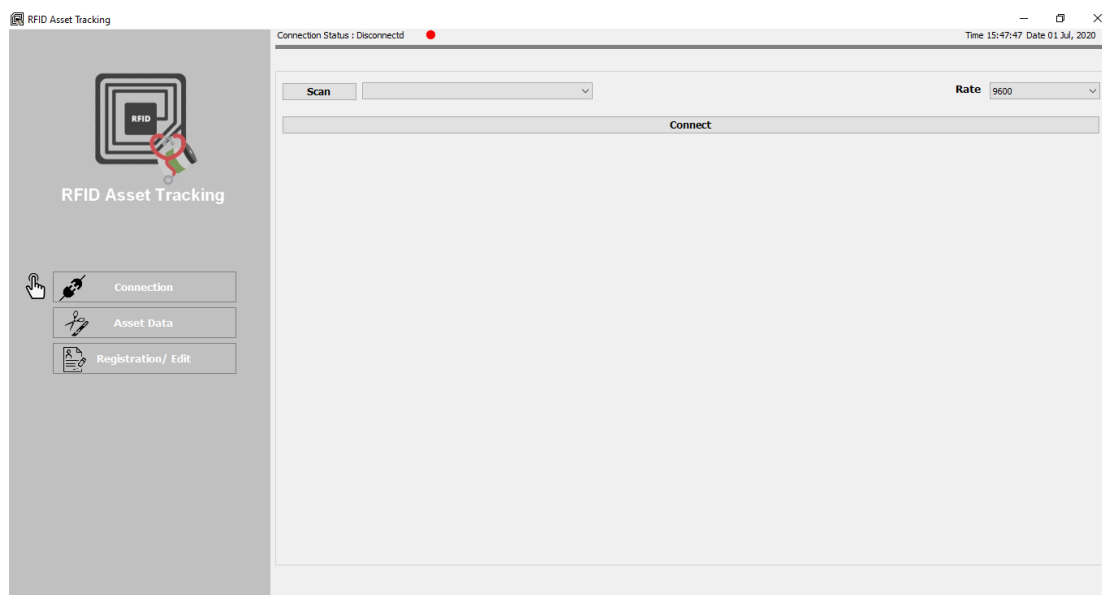 RFID Asset Tracking
Connection Status : Disconnectd
Time 15:47:47 Date 01 Jul, 2020
RFID
RFID Asset Tracking
Scan
Rate 9600
Connect
Connection
Asset Data
Registration/ Edit